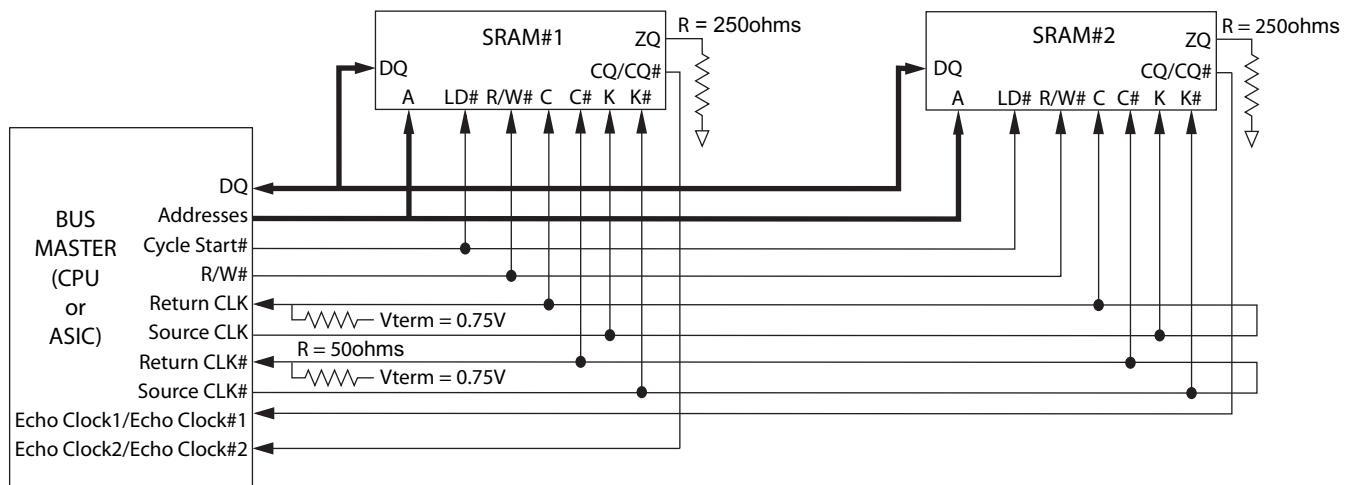 SRAM#1
ZQ
R = 250ohms
DQ
CQ/CQ#
A LD# R/W# C C# K K#
SRAM#2
ZQ
R = 250ohms
DQ
CQ/CQ#
A LD# R/W# C C# K K#
BUS
MASTER
(CPU
or
ASIC)
DQ
Addresses
Cycle Start#
R/W#
Return CLK
Vterm = 0.75V
Source CLK
R = 50ohms
Return CLK#
Vterm = 0.75V
Source CLK#
Echo Clock1/Echo Clock#1
Echo Clock2/Echo Clock#2